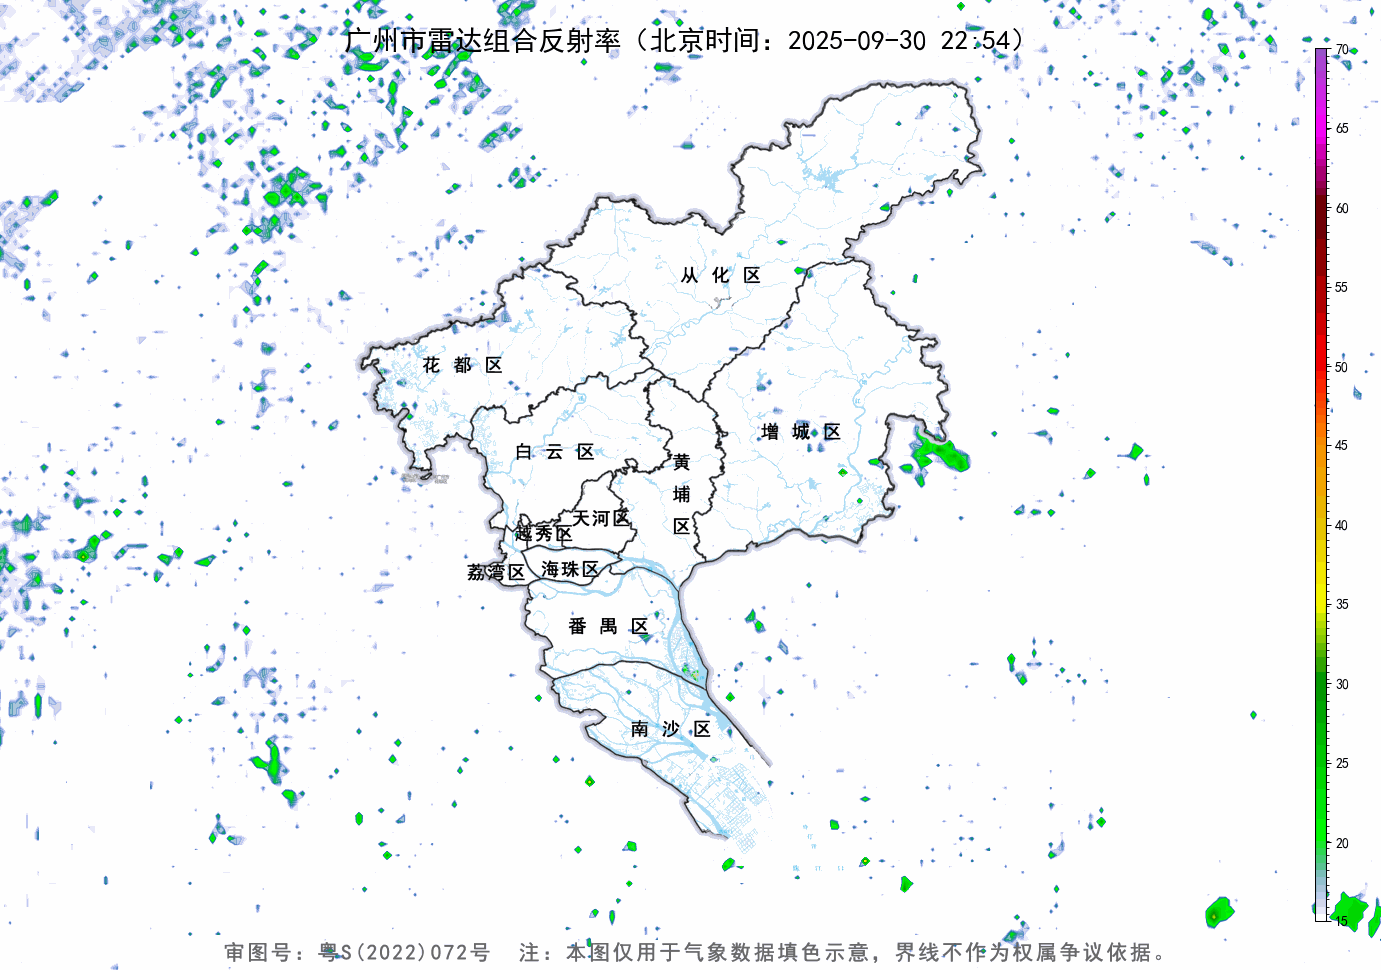 广州市雷达组合反射率（北京时间：2025-09-30 22:54）
70
65
60
55
50
45
40
35
30
25
20
15
从化区
花都区
增城区
白云区
黄埔区
天河区
越秀区
海珠区
荔湾区
番禺区
南沙区
审图号：粤S(2022)072号 注：本图仅用于气象数据填色示意，界线不作为权属争议依据。